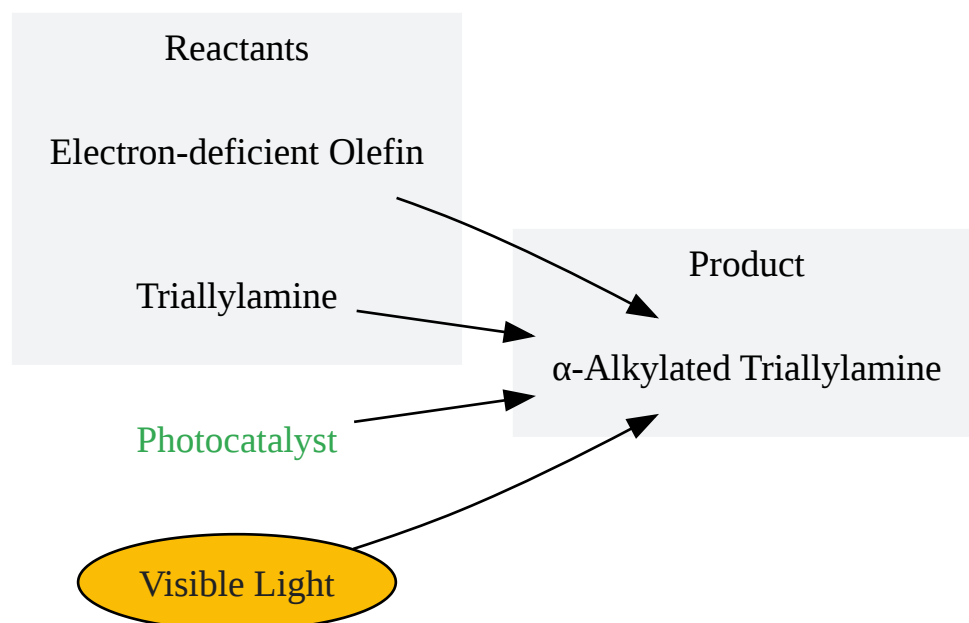 Reactants
Electron-deficient Olefin
Triallylamine
Photocatalyst
Visible Light
Product
α-Alkylated Triallylamine